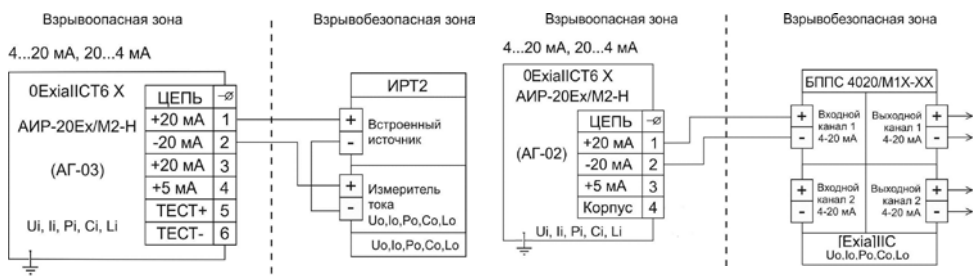 Взрывоопасная зона
Взрывобезопасная зона
4...20 мА, 20...4 мА
0ExiaIICT6 X
АИР-20Ex/M2-H
(АГ-03)
Ui, Ii, Pi, Ci, Li
ЦЕПЬ -ø
+20 мА 1
-20 мА 2
+20 мА 3
+5 мА 4
ТЕСТ+ 5
ТЕСТ- 6
ИРТ2
+
-
Встроенный
источник
+
-
Измеритель
тока
Uo,Io,Po,Co,Lo
Uo,Io,Po,Co,Lo
Взрывоопасная зона
Взрывобезопасная зона
4...20 мА, 20...4 мА
0ExiaIICT6 X
АИР-20Ex/M2-H
(АГ-02)
ЦЕПЬ -ø
+20 мА 1
-20 мА 2
+5 мА 3
Корпус 4
Ui, Ii, Pi, Ci, Li
БППС 4020/М1Х-ХХ
+
-
Входной
канал 1
4-20 мА
Выходной
канал 1
4-20 мА
+
-
+
-
Входной
канал 2
4-20 мА
Выходной
канал 2
4-20 мА
+
-
[Exia]IIC
Uo.Io.Po.Co.Lo